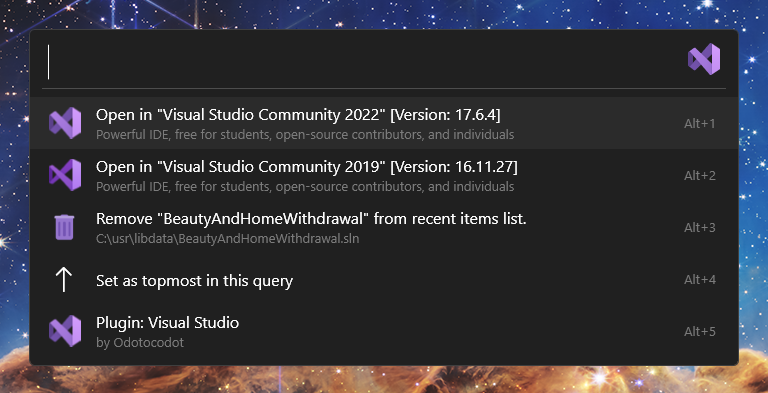 Open in "Visual Studio Community 2022" [Version: 17.6.4]
Powerful IDE, free for students, open-source contributors, and individuals
Alt+1
Open in "Visual Studio Community 2019" [Version: 16.11.27]
Powerful IDE, free for students, open-source contributors, and individuals
Alt+2
Remove "BeautyAndHomeWithdrawal" from recent items list.
C:\usr\libdata\BeautyAndHomeWithdrawal.sln
Alt+3
Set as topmost in this query
Alt+4
Plugin: Visual Studio
by Odotocodot
Alt+5